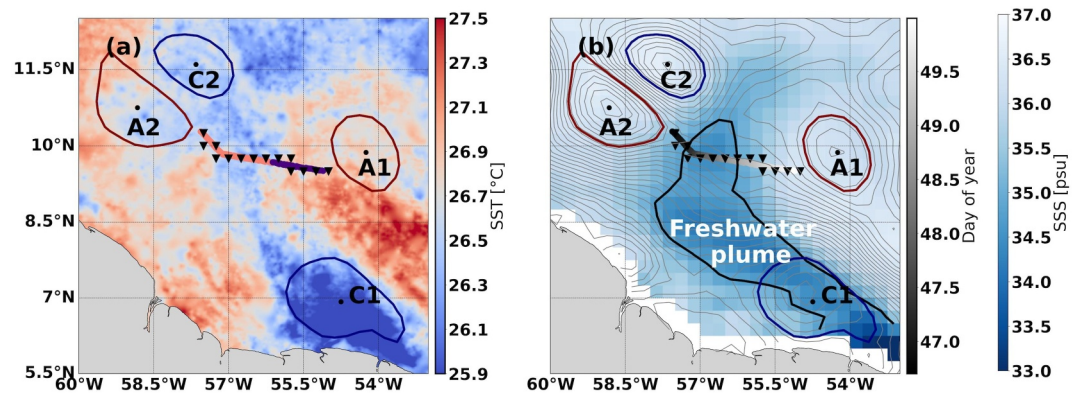 (a)
C2
A2
A1
C1
11.5°N
10°N
8.5°N
7°N
5.5°N
60°W
58.5°W
57°W
55.5°W
54°W
27.5
27.1
26.9
26.7
26.3
26.1
25.9
SST [°C]
(b)
C2
A2
A1
Freshwater
plume
C1
60°W
58.5°W
57°W
55.5°W
54°W
49.5
49.0
48.5
48.0
47.5
47.0
Day of year
37.0
36.5
36.0
35.5
35.0
34.5
34.0
33.5
33.0
SSS [psu]